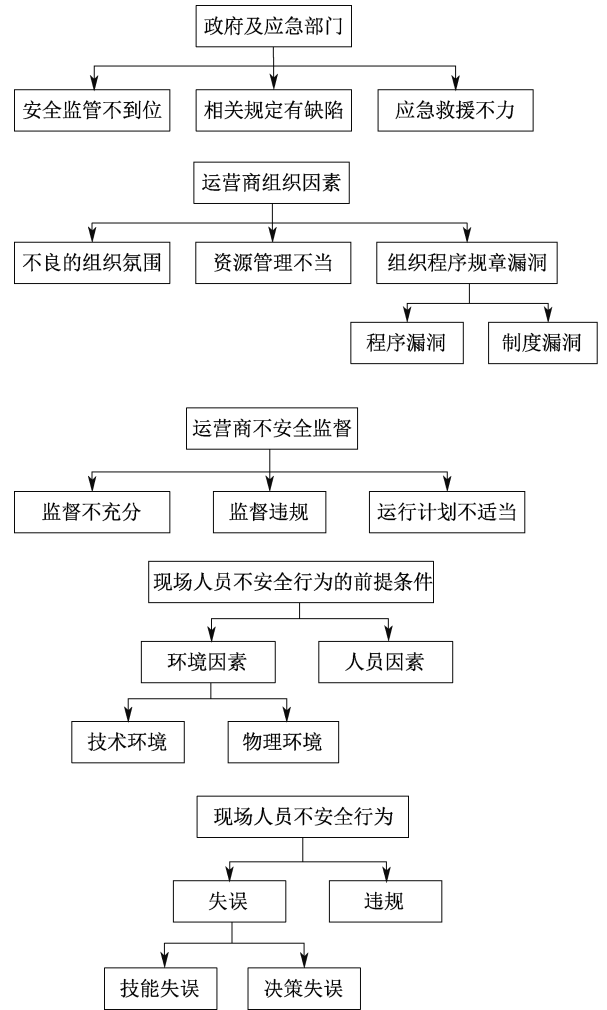 政府及应急部门
安全监管不到位
相关规定有缺陷
应急救援不力
运营商组织因素
不良的组织氛围
资源管理不当
组织程序规章漏洞
程序漏洞
制度漏洞
运营商不安全监督
监督不充分
监督违规
运行计划不适当
现场人员不安全行为的前提条件
环境因素
人员因素
技术环境
物理环境
现场人员不安全行为
失误
违规
技能失误
决策失误